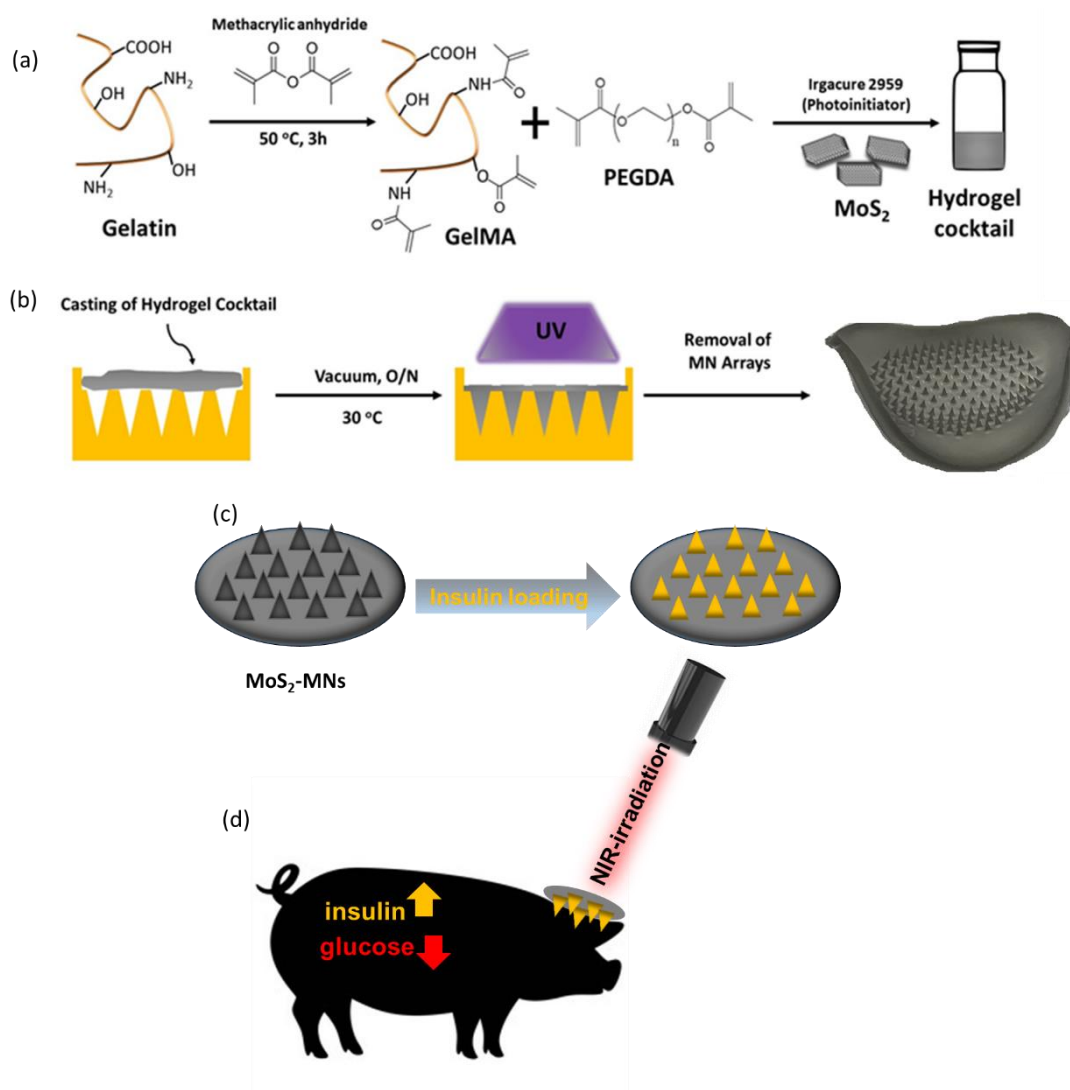 (a)
COOH
NH₂
OH
OH
NH₂
Gelatin
Methacrylic anhydride
O
O
O
50 °C, 3h
COOH
NH
O
OH
O
O
NH
O
GelMA
+
O
O
n
O
O
PEGDA
Irgacure 2959
(Photoinitiator)
MoS₂
Hydrogel
cocktail
(b)
Casting of Hydrogel Cocktail
Vacuum, O/N
30 °C
UV
Removal of
MN Arrays
(c)
Insulin loading
MoS₂-MNs
NIR-irradiation
(d)
insulin
glucose